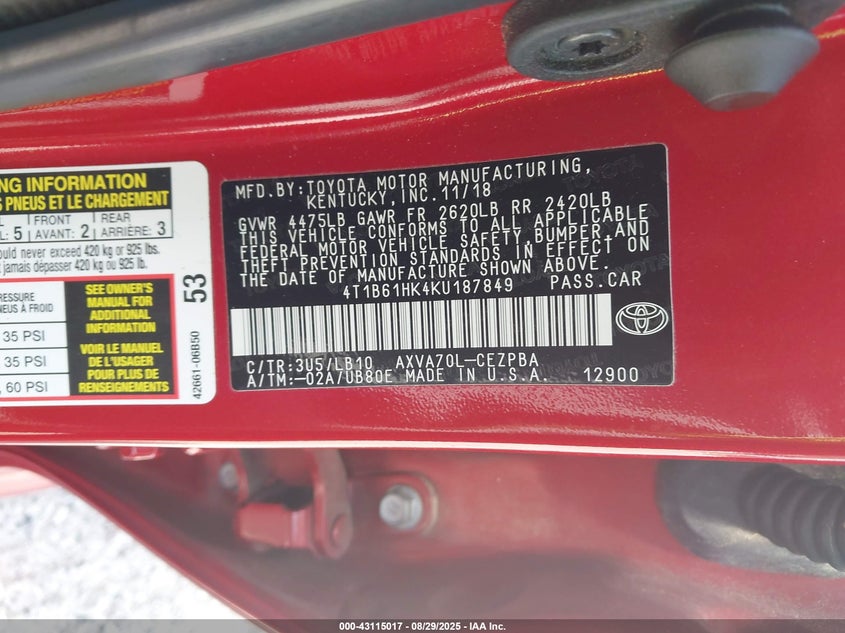 NG INFORMATION
S PNEUS ET LE CHARGEMENT
FRONT
REAR
5
AVANT: 2
ARRIÈRE: 3
ould never exceed 420 kg or 925 lbs.
jamais dépasser 420 kg ou 925 lb.
RESSURE
NEUS À FROID
35 PSI
35 PSI
60 PSI
SEE OWNER'S
MANUAL FOR
ADDITIONAL
INFORMATION
VOIR LE MANUEL
DE L'USAGER
POUR PLUS DE
RENSEIGNEMENTS
53
42661-06B50
MFD.BY: TOYOTA MOTOR MANUFACTURING,
KENTUCKY, INC. 11/18
GVWR 4475LB GAWR FR 2620LB RR 2420LB
THIS VEHICLE CONFORMS TO ALL APPLICABLE
FEDERAL MOTOR VEHICLE SAFETY, BUMPER AND
THEFT PREVENTION STANDARDS IN EFFECT ON
THE DATE OF MANUFACTURE SHOWN ABOVE.
4T1B61HK4KU187849 PASS.CAR
C/TR:3U5/LB10 AXVA70L-CEZPBA
A/TM:-02A/UB80E MADE IN U.S.A. 12900
000-43115017 - 08/29/2025 - IAA Inc.